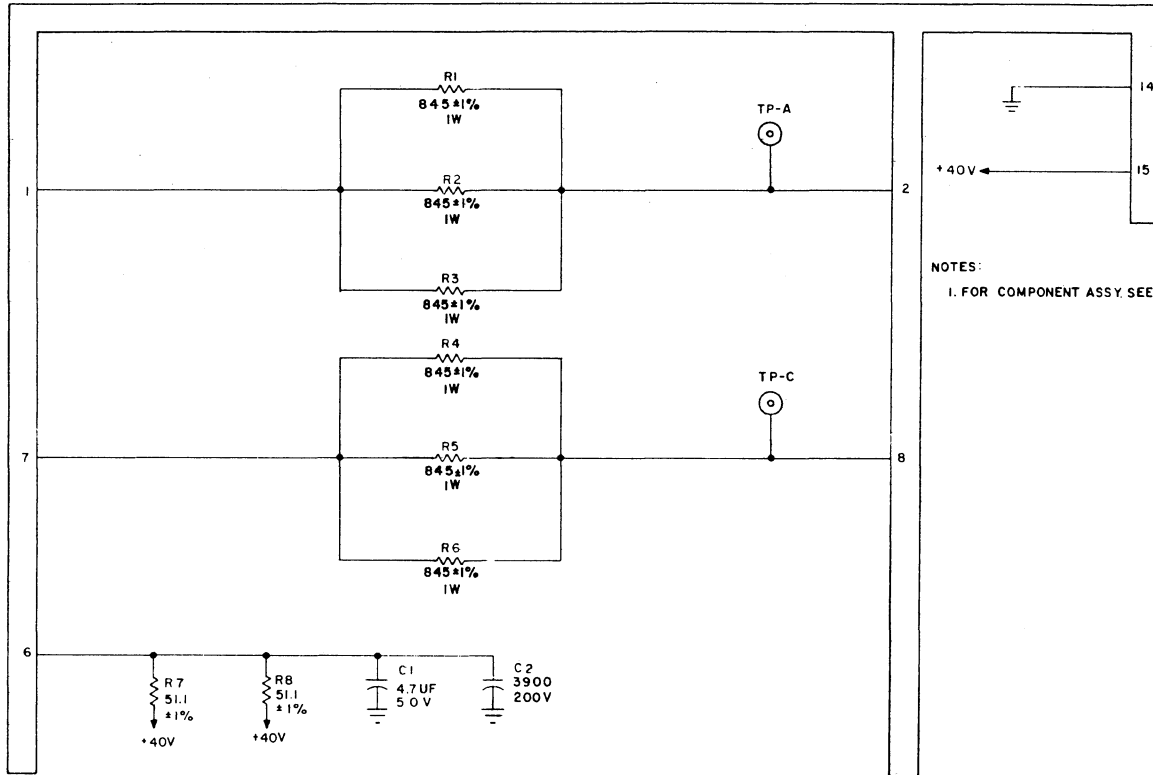 R1
845±1%
1W
TP-A
14
R2
845±1%
1W
1
2
+40V
15
R3
845±1%
1W
NOTES:
1. FOR COMPONENT ASSY. SEE
R4
845±1%
1W
TP-C
R5
845±1%
1W
7
8
R6
845±1%
1W
6
R7
51.1
±1%
+40V
R8
51.1
±1%
+40V
C1
4.7UF
50V
C2
3900
200V